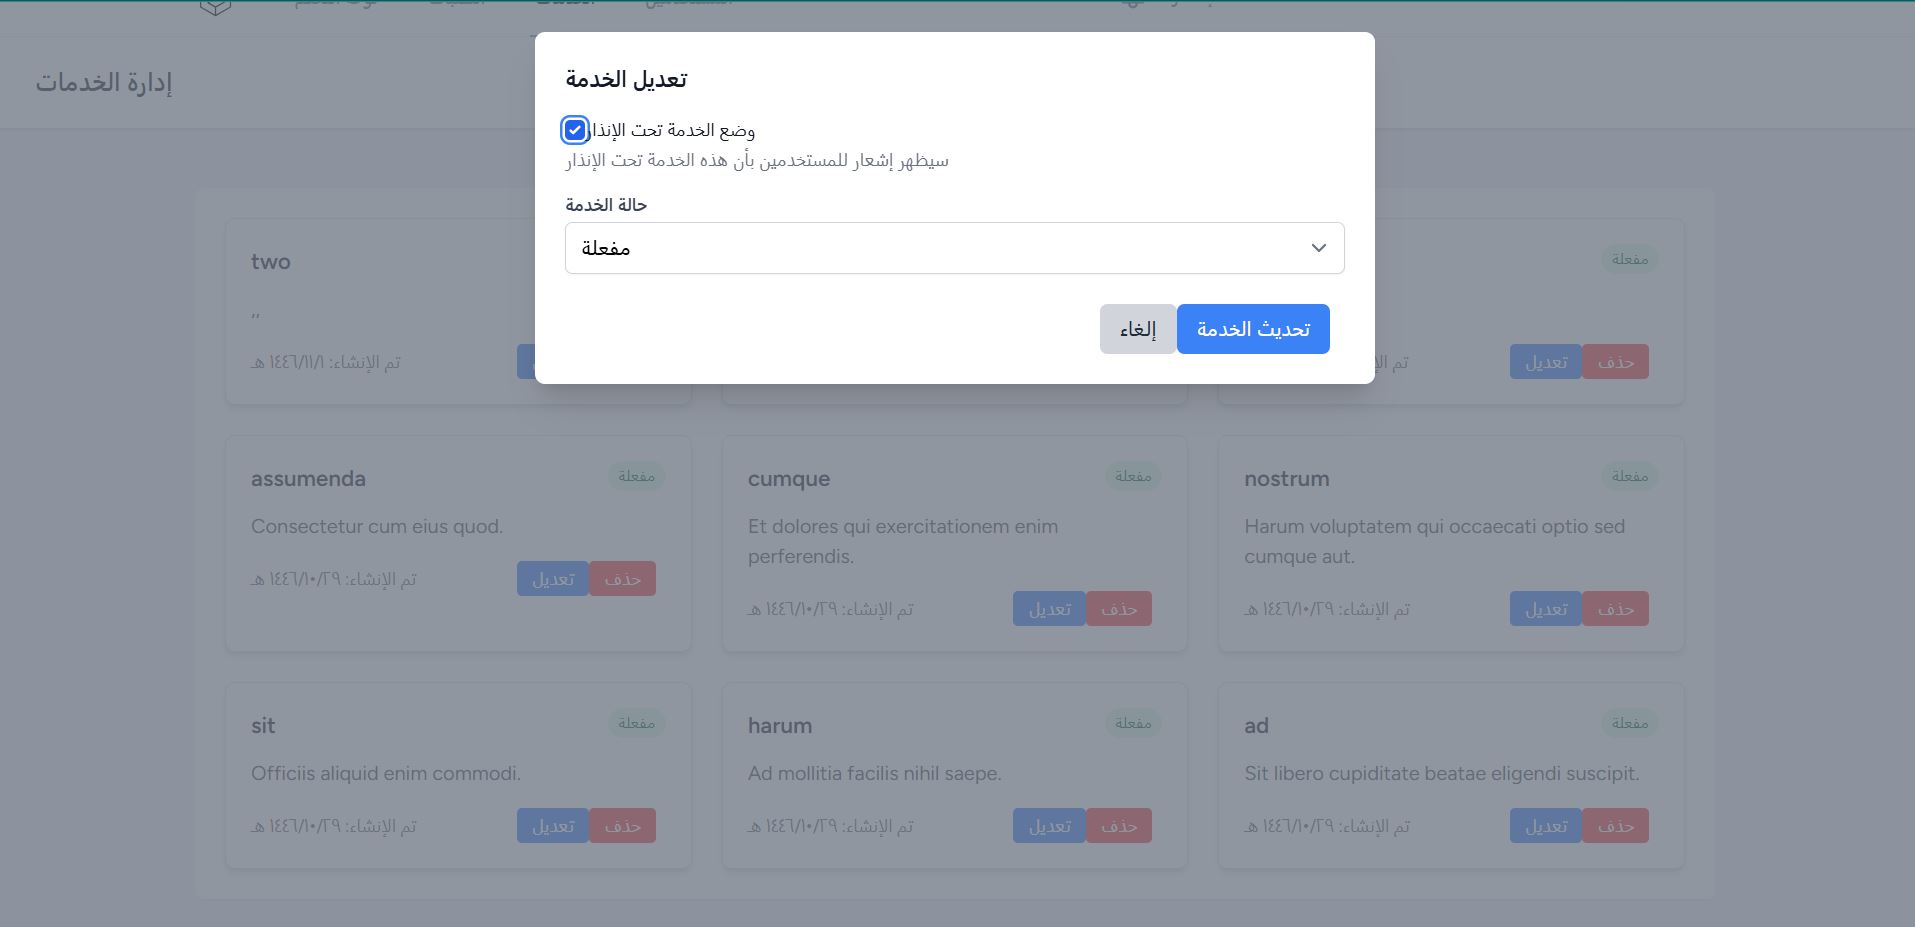 المستخدمين
إدارة الخدمات
تعديل الخدمة
وضع الخدمة تحت الإنذار
سيظهر إشعار للمستخدمين بأن هذه الخدمة تحت الإنذار
حالة الخدمة
مفعلة
تحديث الخدمة
إلغاء
two
,,
تم الإنشاء: ١٤٤٦/١١/١ هـ
مفعلة
حذف
تعديل
assumenda
مفعلة
Consectetur cum eius quod.
تم الإنشاء: ١٤٤٦/١٠/٢٩ هـ
تعديل
حذف
cumque
مفعلة
Et dolores qui exercitationem enim
perferendis.
تم الإنشاء: ١٤٤٦/١٠/٢٩ هـ
تعديل
حذف
nostrum
مفعلة
Harum voluptatem qui occaecati optio sed
cumque aut.
تم الإنشاء: ١٤٤٦/١٠/٢٩ هـ
تعديل
حذف
sit
مفعلة
Officiis aliquid enim commodi.
تم الإنشاء: ١٤٤٦/١٠/٢٩ هـ
تعديل
حذف
harum
مفعلة
Ad mollitia facilis nihil saepe.
تم الإنشاء: ١٤٤٦/١٠/٢٩ هـ
تعديل
حذف
ad
مفعلة
Sit libero cupiditate beatae eligendi suscipit.
تم الإنشاء: ١٤٤٦/١٠/٢٩ هـ
تعديل
حذف